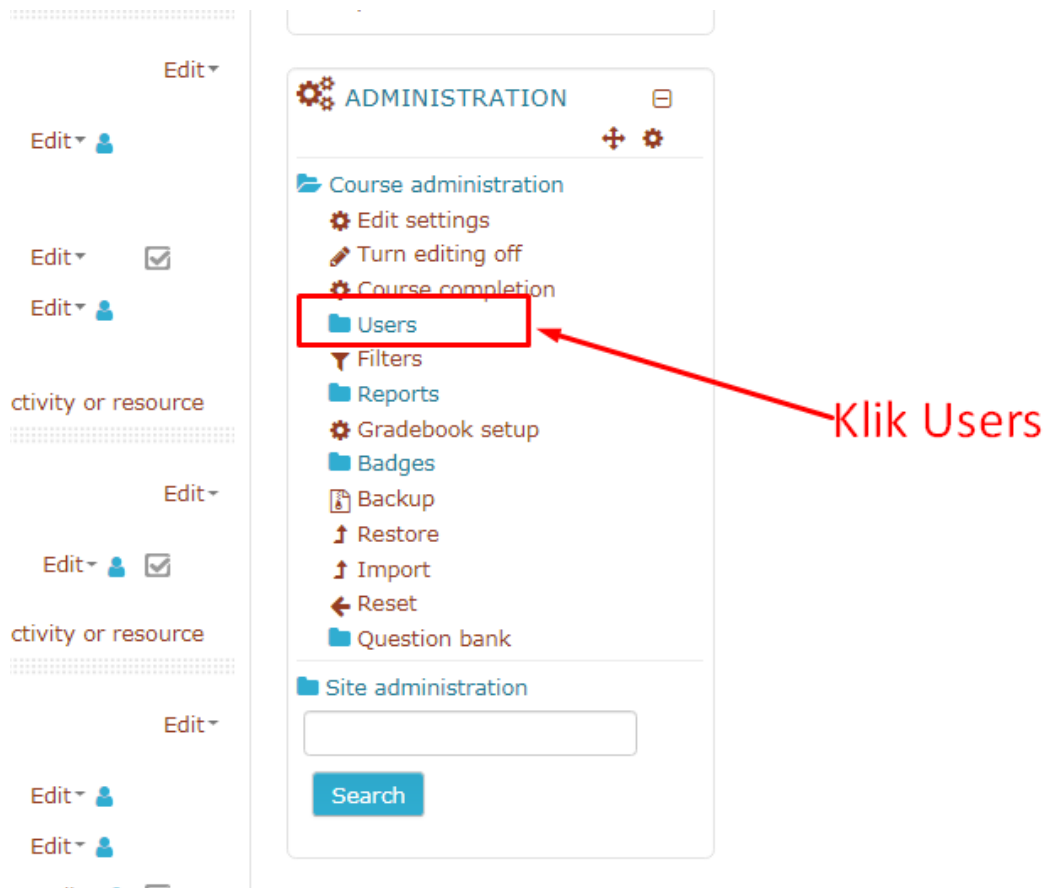 Edit
Edit
Edit
Edit
ctivity or resource
Edit
Edit
ctivity or resource
Edit
Edit
Edit
ADMINISTRATION
Course administration
Edit settings
Turn editing off
Course completion
Users
Filters
Reports
Gradebook setup
Badges
Backup
Restore
Import
Reset
Question bank
Site administration
Search
Klik Users